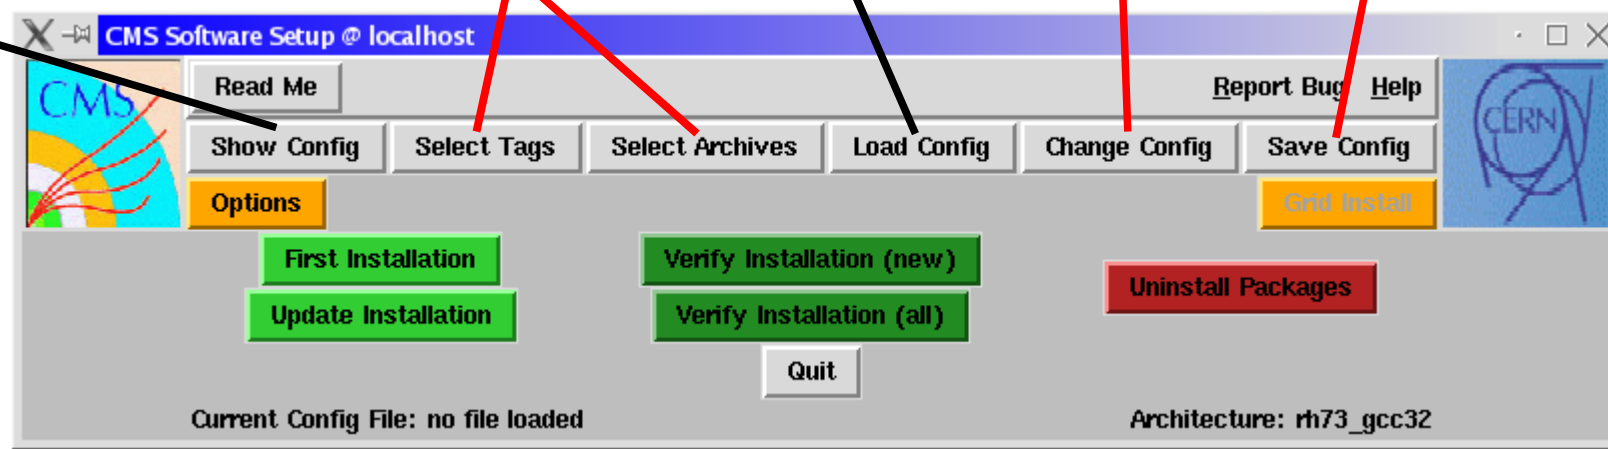 CMS Software Setup @ localhost
CMS
Read Me Report Bug Help
CERN
Show Config Select Tags Select Archives Load Config Change Config Save Config
Options Grid Install
First Installation Verify Installation (new)
Uninstall Packages
Update Installation Verify Installation (all)
Quit
Current Config File: no file loaded Architecture: rh73_gcc32